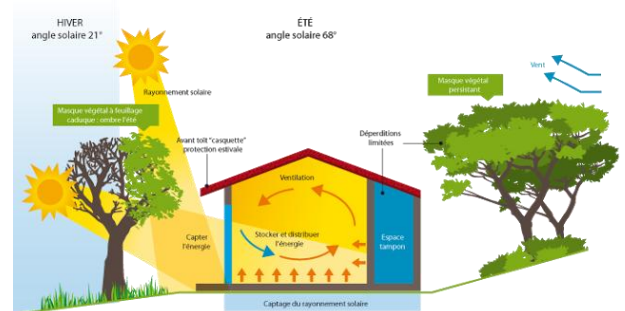 HIVER
angle solaire 21°
ÉTÉ
angle solaire 68°
Rayonnement solaire
Vent
Masque végétal
persistant
Masque végétal à feuillage
caduque : ombre l'été
Avant toit "casquette"
protection estivale
Déperditions
limitées
Ventilation
Capter
l'énergie
Stocker et distribuer
l'énergie
Espace
tampon
Captage du rayonnement solaire